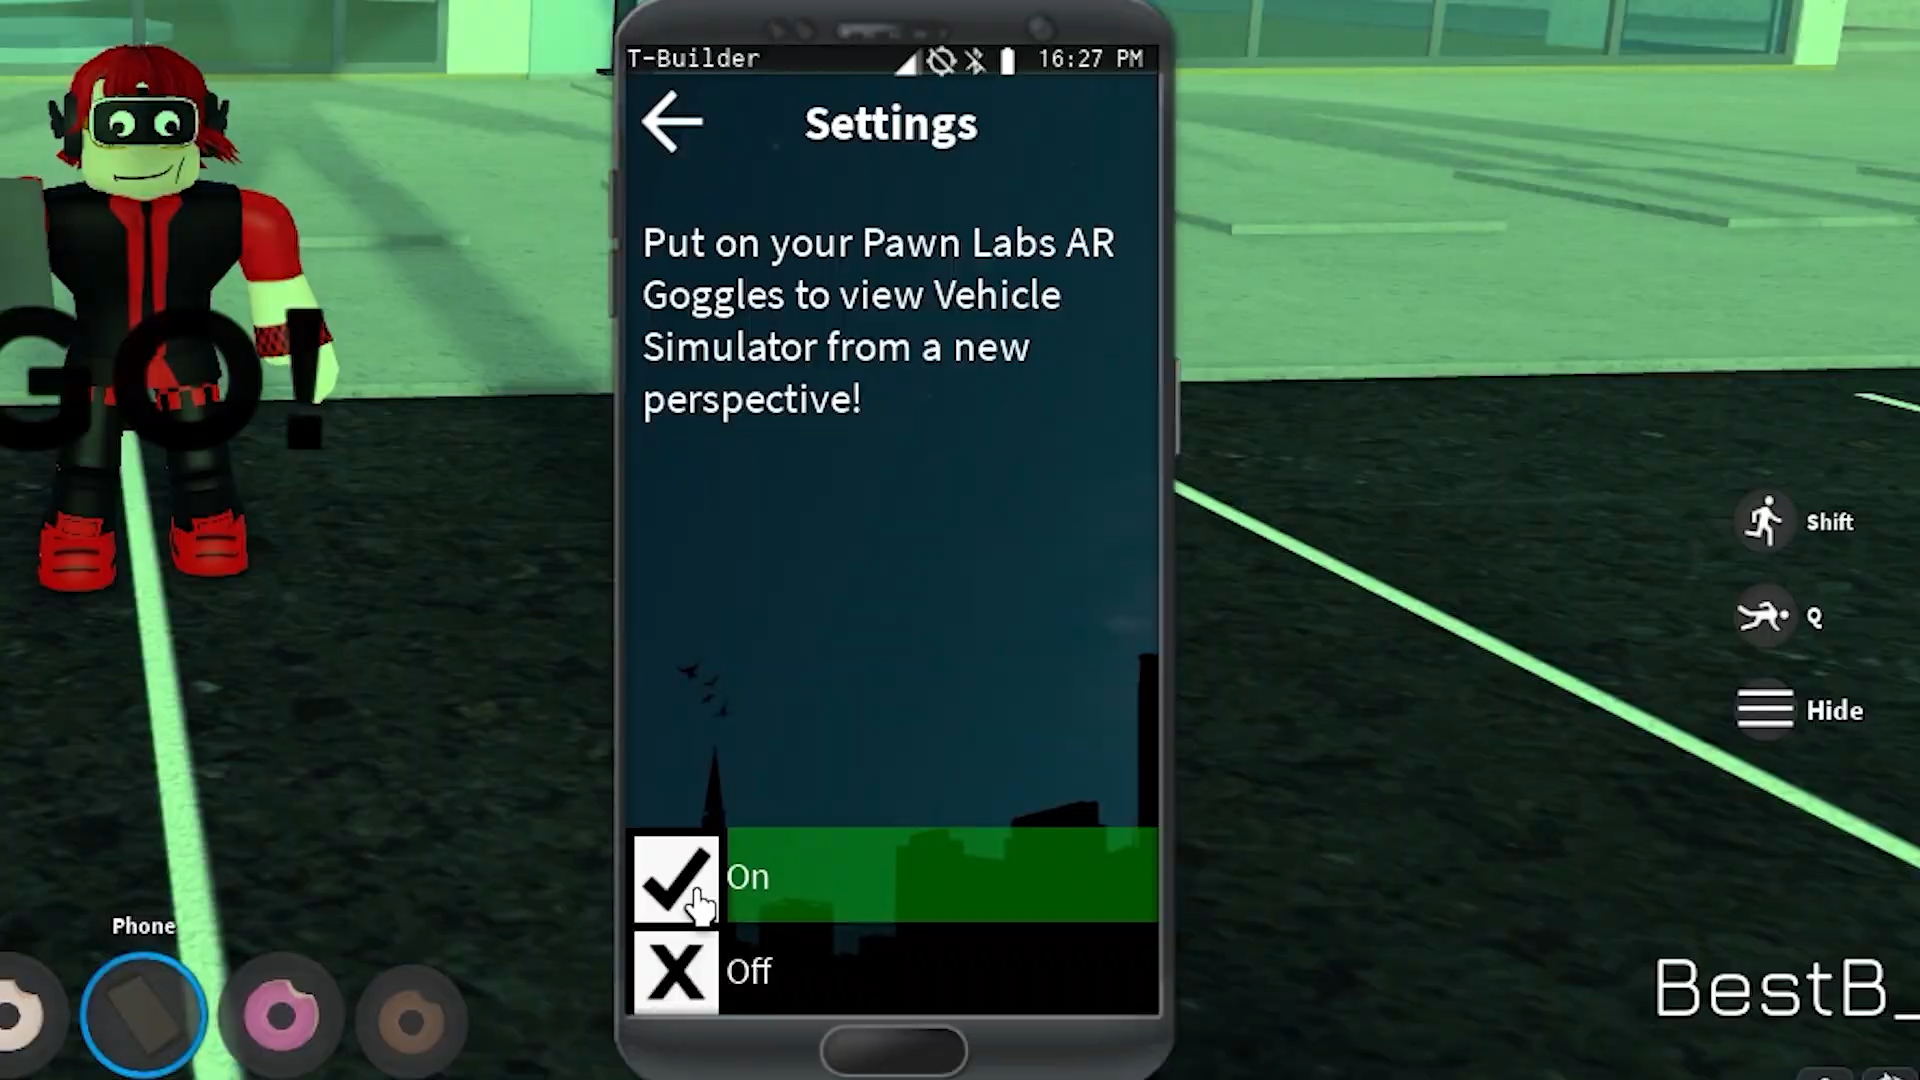 T-Builder
16:27 PM
Settings
Put on your Pawn Labs AR
Goggles to view Vehicle
Simulator from a new
perspective!
GO!
Shift
Q
Hide
On
Off
Phone
BestB_